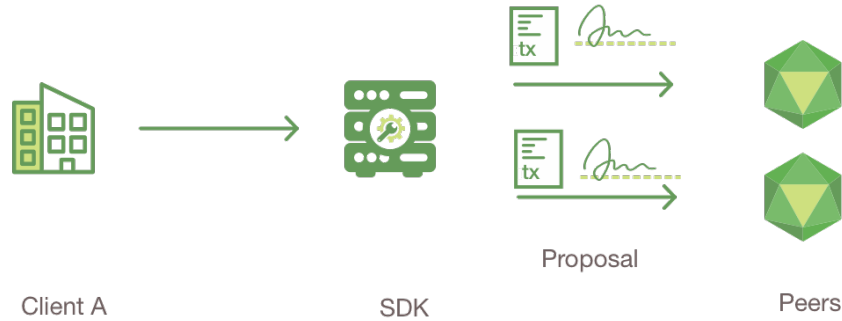 tx
tx
Proposal
Client A
SDK
Peers